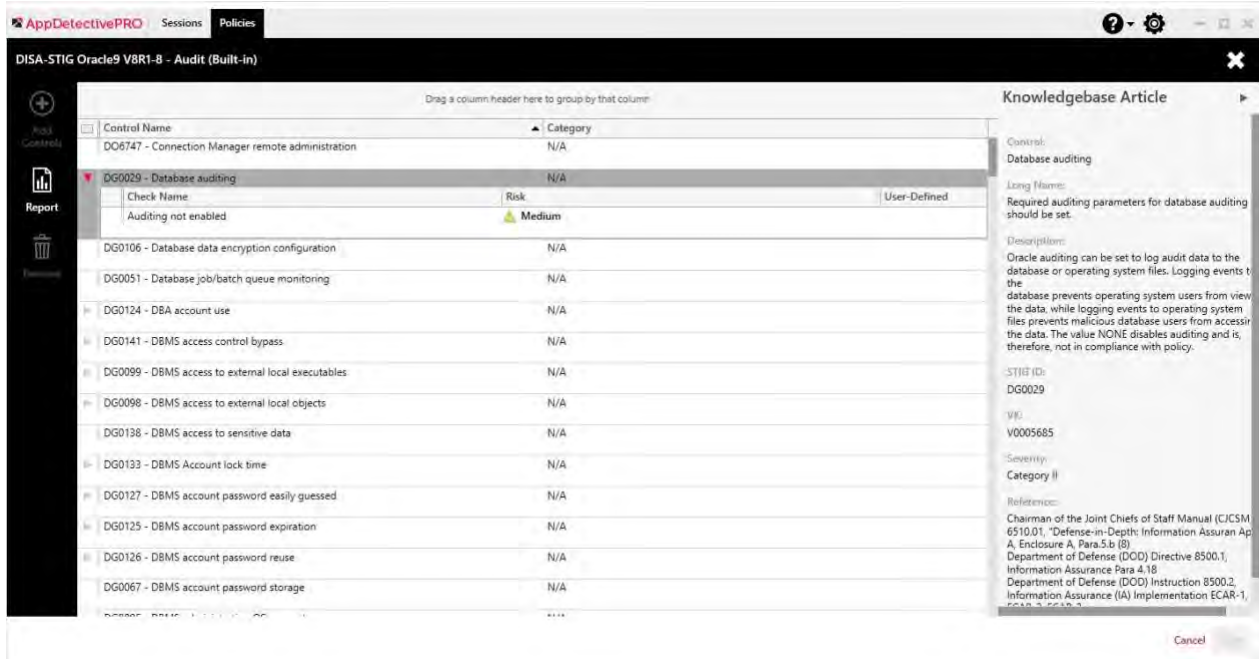 AppDetectivePRO Sessions Policies
DISA-STIG Oracle9 V8R1-8 - Audit (Built-in)
Add
Controls
Report
Remove
Drag a column header here to group by that column
Control Name Category
DO6747 - Connection Manager remote administration N/A
DG0029 - Database auditing N/A
Check Name Risk User-Defined
Auditing not enabled Medium
DG0106 - Database data encryption configuration N/A
DG0051 - Database job/batch queue monitoring N/A
DG0124 - DBA account use N/A
DG0141 - DBMS access control bypass N/A
DG0099 - DBMS access to external local executables N/A
DG0098 - DBMS access to external local objects N/A
DG0138 - DBMS access to sensitive data N/A
DG0133 - DBMS Account lock time N/A
DG0127 - DBMS account password easily guessed N/A
DG0125 - DBMS account password expiration N/A
DG0126 - DBMS account password reuse N/A
DG0067 - DBMS account password storage N/A
Knowledgebase Article
Control:
Database auditing
Long Name:
Required auditing parameters for database auditing
should be set.
Description:
Oracle auditing can be set to log audit data to the
database or operating system files. Logging events t
the
database prevents operating system users from view
the data, while logging events to operating system
files prevents malicious database users from accessin
the data. The value NONE disables auditing and is,
therefore, not in compliance with policy.
STIG ID:
DG0029
V0005685
Severity:
Category II
Reference:
Chairman of the Joint Chiefs of Staff Manual (CJCSM
6510.01, "Defense-in-Depth: Information Assuran Ap
A, Enclosure A, Para.5.b (8)
Department of Defense (DOD) Directive 8500.1,
Information Assurance Para 4.18
Department of Defense (DOD) Instruction 8500.2,
Information Assurance (IA) Implementation ECAR-1,
Cancel